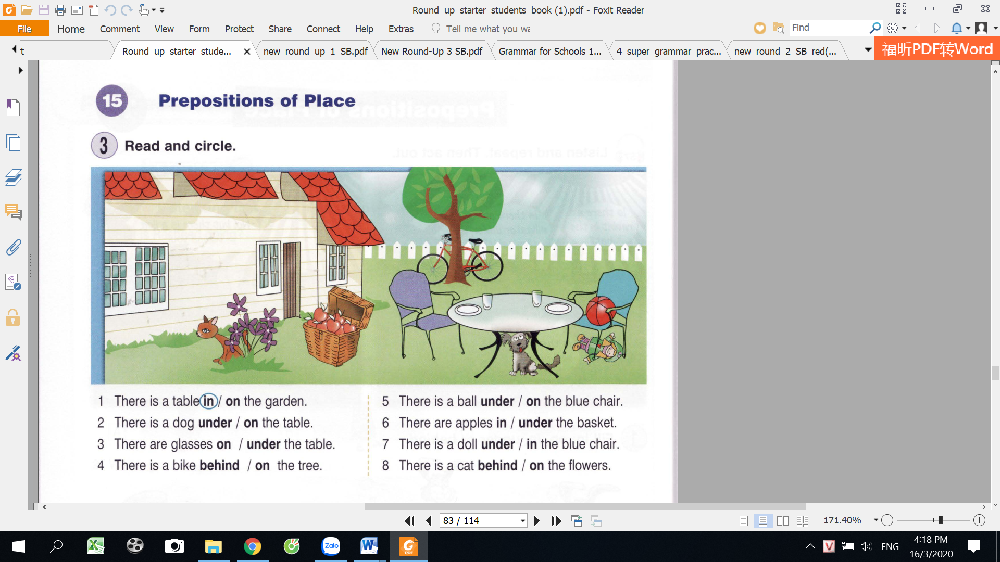 Round_up_starter_students_book (1).pdf - Foxit Reader
File Home Comment View Form Protect Share Connect Help Extras Tell me what you wa Find
t Round_up_starter_stude... new_round_up_1_SB.pdf New Round-Up 3 SB.pdf Grammar for Schools 1... 4_super_grammar_prac... new_round_2_SB_red(... 福昕PDF转Word
15 Prepositions of Place
3 Read and circle.
1 There is a table in / on the garden.
2 There is a dog under / on the table.
3 There are glasses on / under the table.
4 There is a bike behind / on the tree.
5 There is a ball under / on the blue chair.
6 There are apples in / under the basket.
7 There is a doll under / in the blue chair.
8 There is a cat behind / on the flowers.
83 / 114 171.40%
Zalo PDF ENG 4:18 PM
16/3/2020